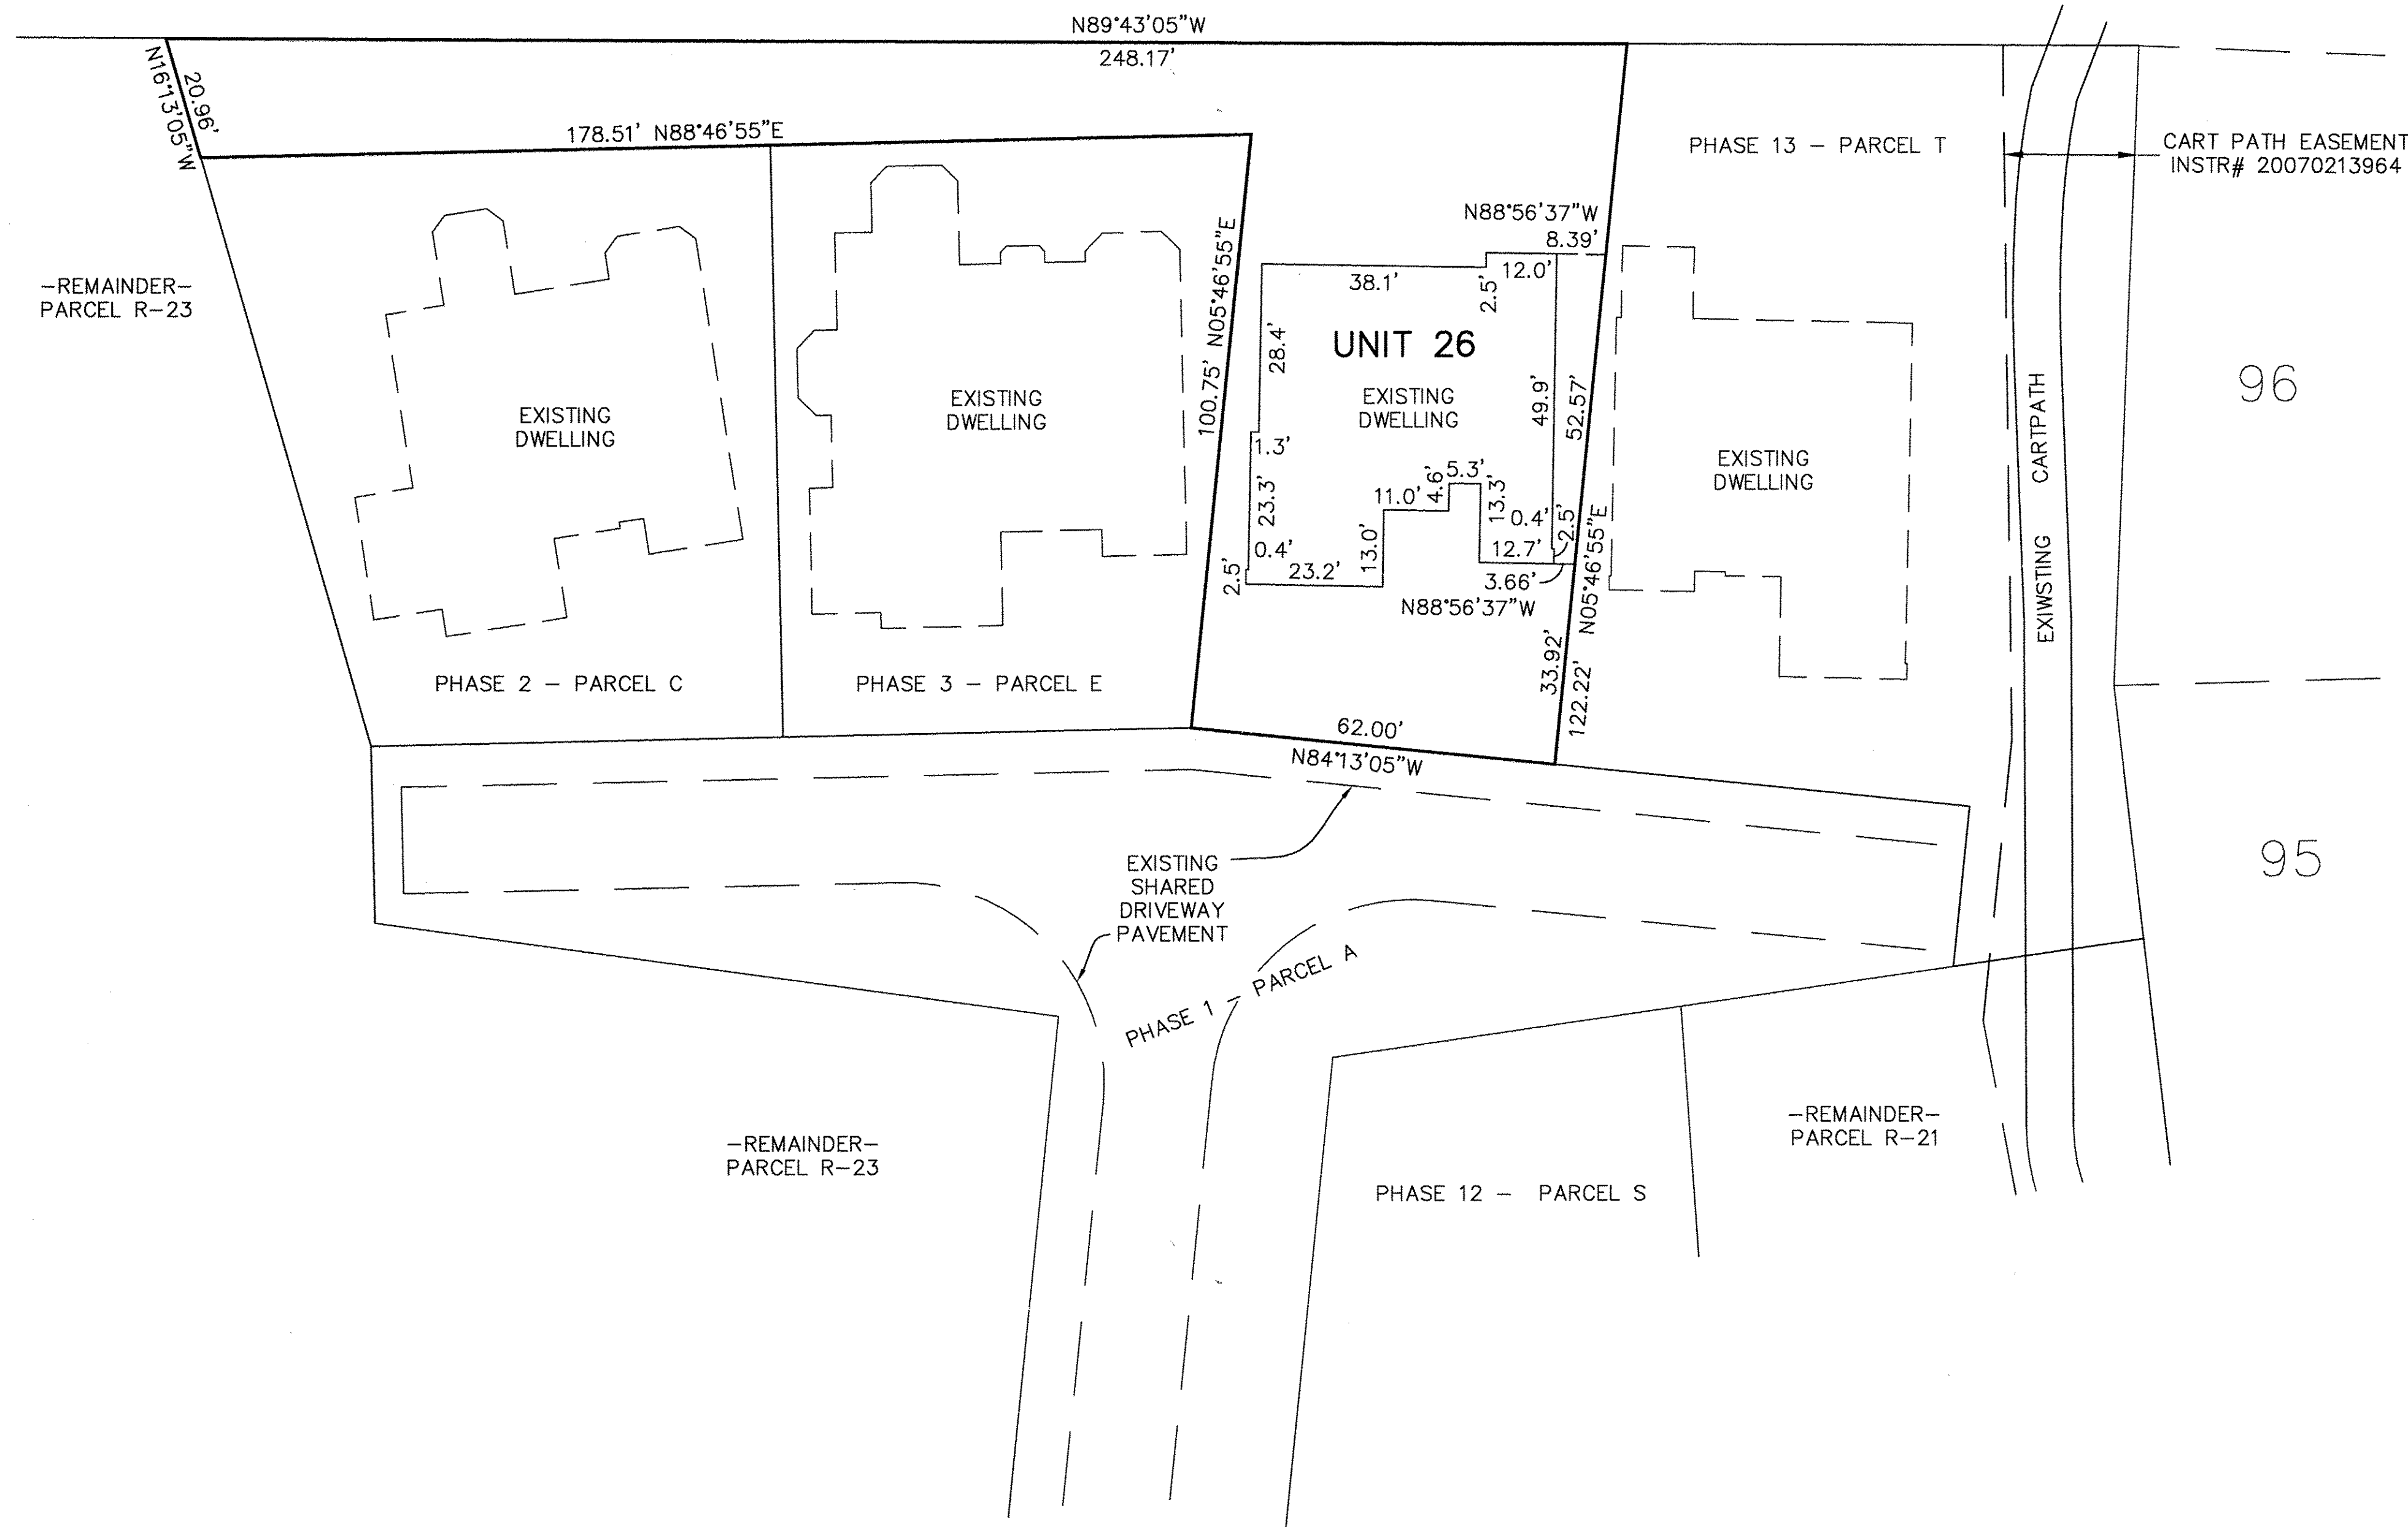 N89°43'05"W
248.17'
20.96'
N16°13'05"W
178.51' N88°46'55"E
PHASE 13 - PARCEL T
CART PATH EASEMENT
INSTR# 20070213964
N88°56'37"W
8.39'
12.0'
38.1'
2.5'
-REMAINDER-
PARCEL R-23
100.75' N05°46'55"E
28.4'
UNIT 26
EXISTING
DWELLING
EXISTING
DWELLING
EXISTING
DWELLING
49.9'
52.57'
EXISTING
DWELLING
EXIWSTING CARTPATH
96
1.3'
23.3'
5.3'
4.6'
11.0'
13.3'
0.4'
2.5'
0.4'
13.0'
12.7'
2.5'
23.2'
3.66'
N88°56'37"W
N05°46'55"E
33.92'
122.22'
PHASE 2 - PARCEL C
PHASE 3 - PARCEL E
62.00'
N84°13'05"W
95
EXISTING
SHARED
DRIVEWAY
PAVEMENT
PHASE 1 - PARCEL A
-REMAINDER-
PARCEL R-23
-REMAINDER-
PARCEL R-21
PHASE 12 - PARCEL S